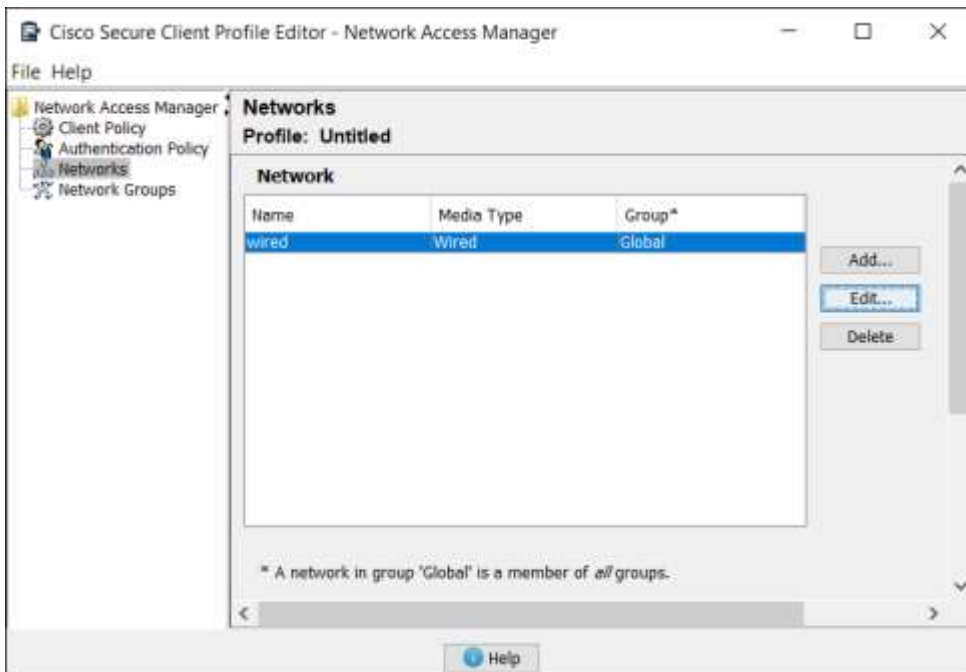 Cisco Secure Client Profile Editor - Network Access Manager
File Help
Network Access Manager
Client Policy
Authentication Policy
Networks
Network Groups
Networks
Profile: Untitled
Network
Name Media Type Group*
wired Wired Global
Add...
Edit...
Delete
* A network in group 'Global' is a member of all groups.
Help